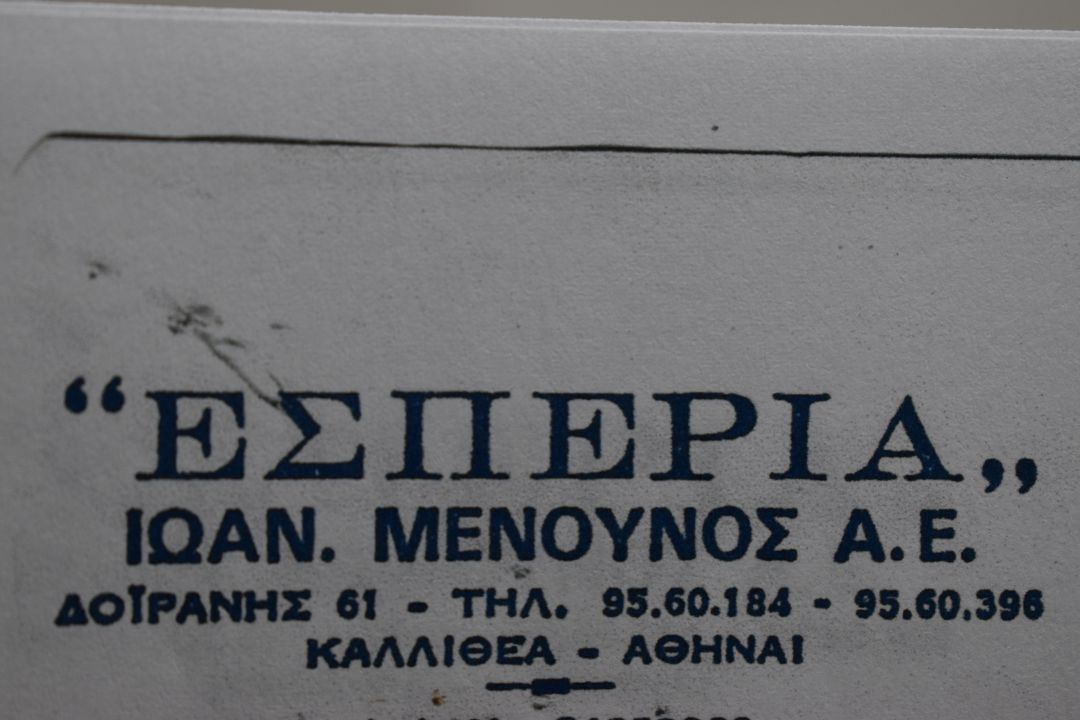 “ΕΣΠΕΡΙΑ„
ΙΩΑΝ. ΜΕΝΟΥΝΟΣ Α.Ε.
ΔΟΪΡΑΝΗΣ 61 - ΤΗΛ. 95.60.184 - 95.60.396
ΚΑΛΛΙΘΕΑ - ΑΘΗΝΑΙ